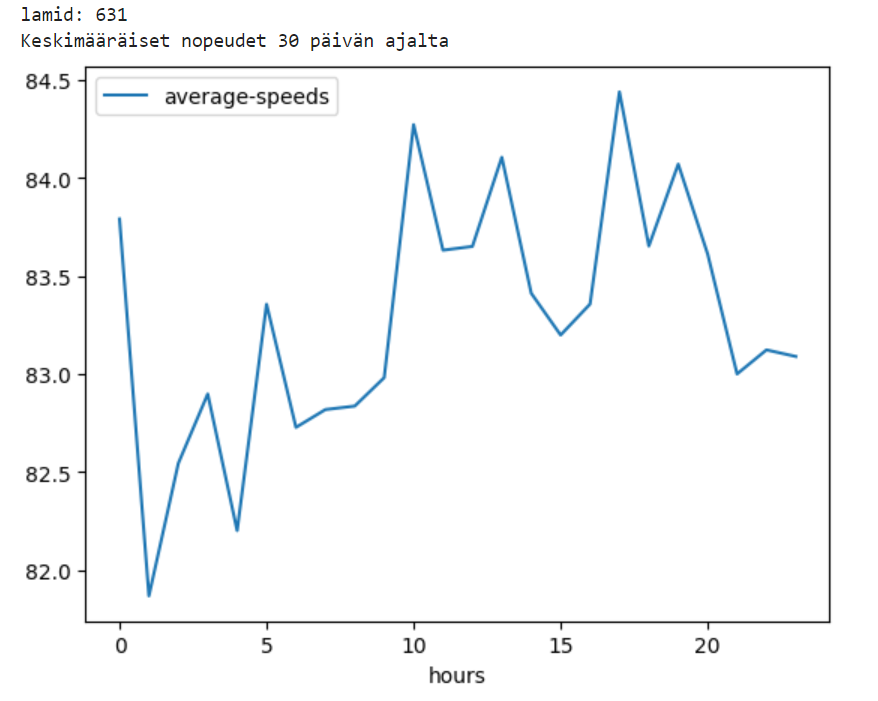 lamid: 631
Keskimääräiset nopeudet 30 päivän ajalta
average-speeds
84.5
84.0
83.5
83.0
82.5
82.0
0 5 10 15 20
hours